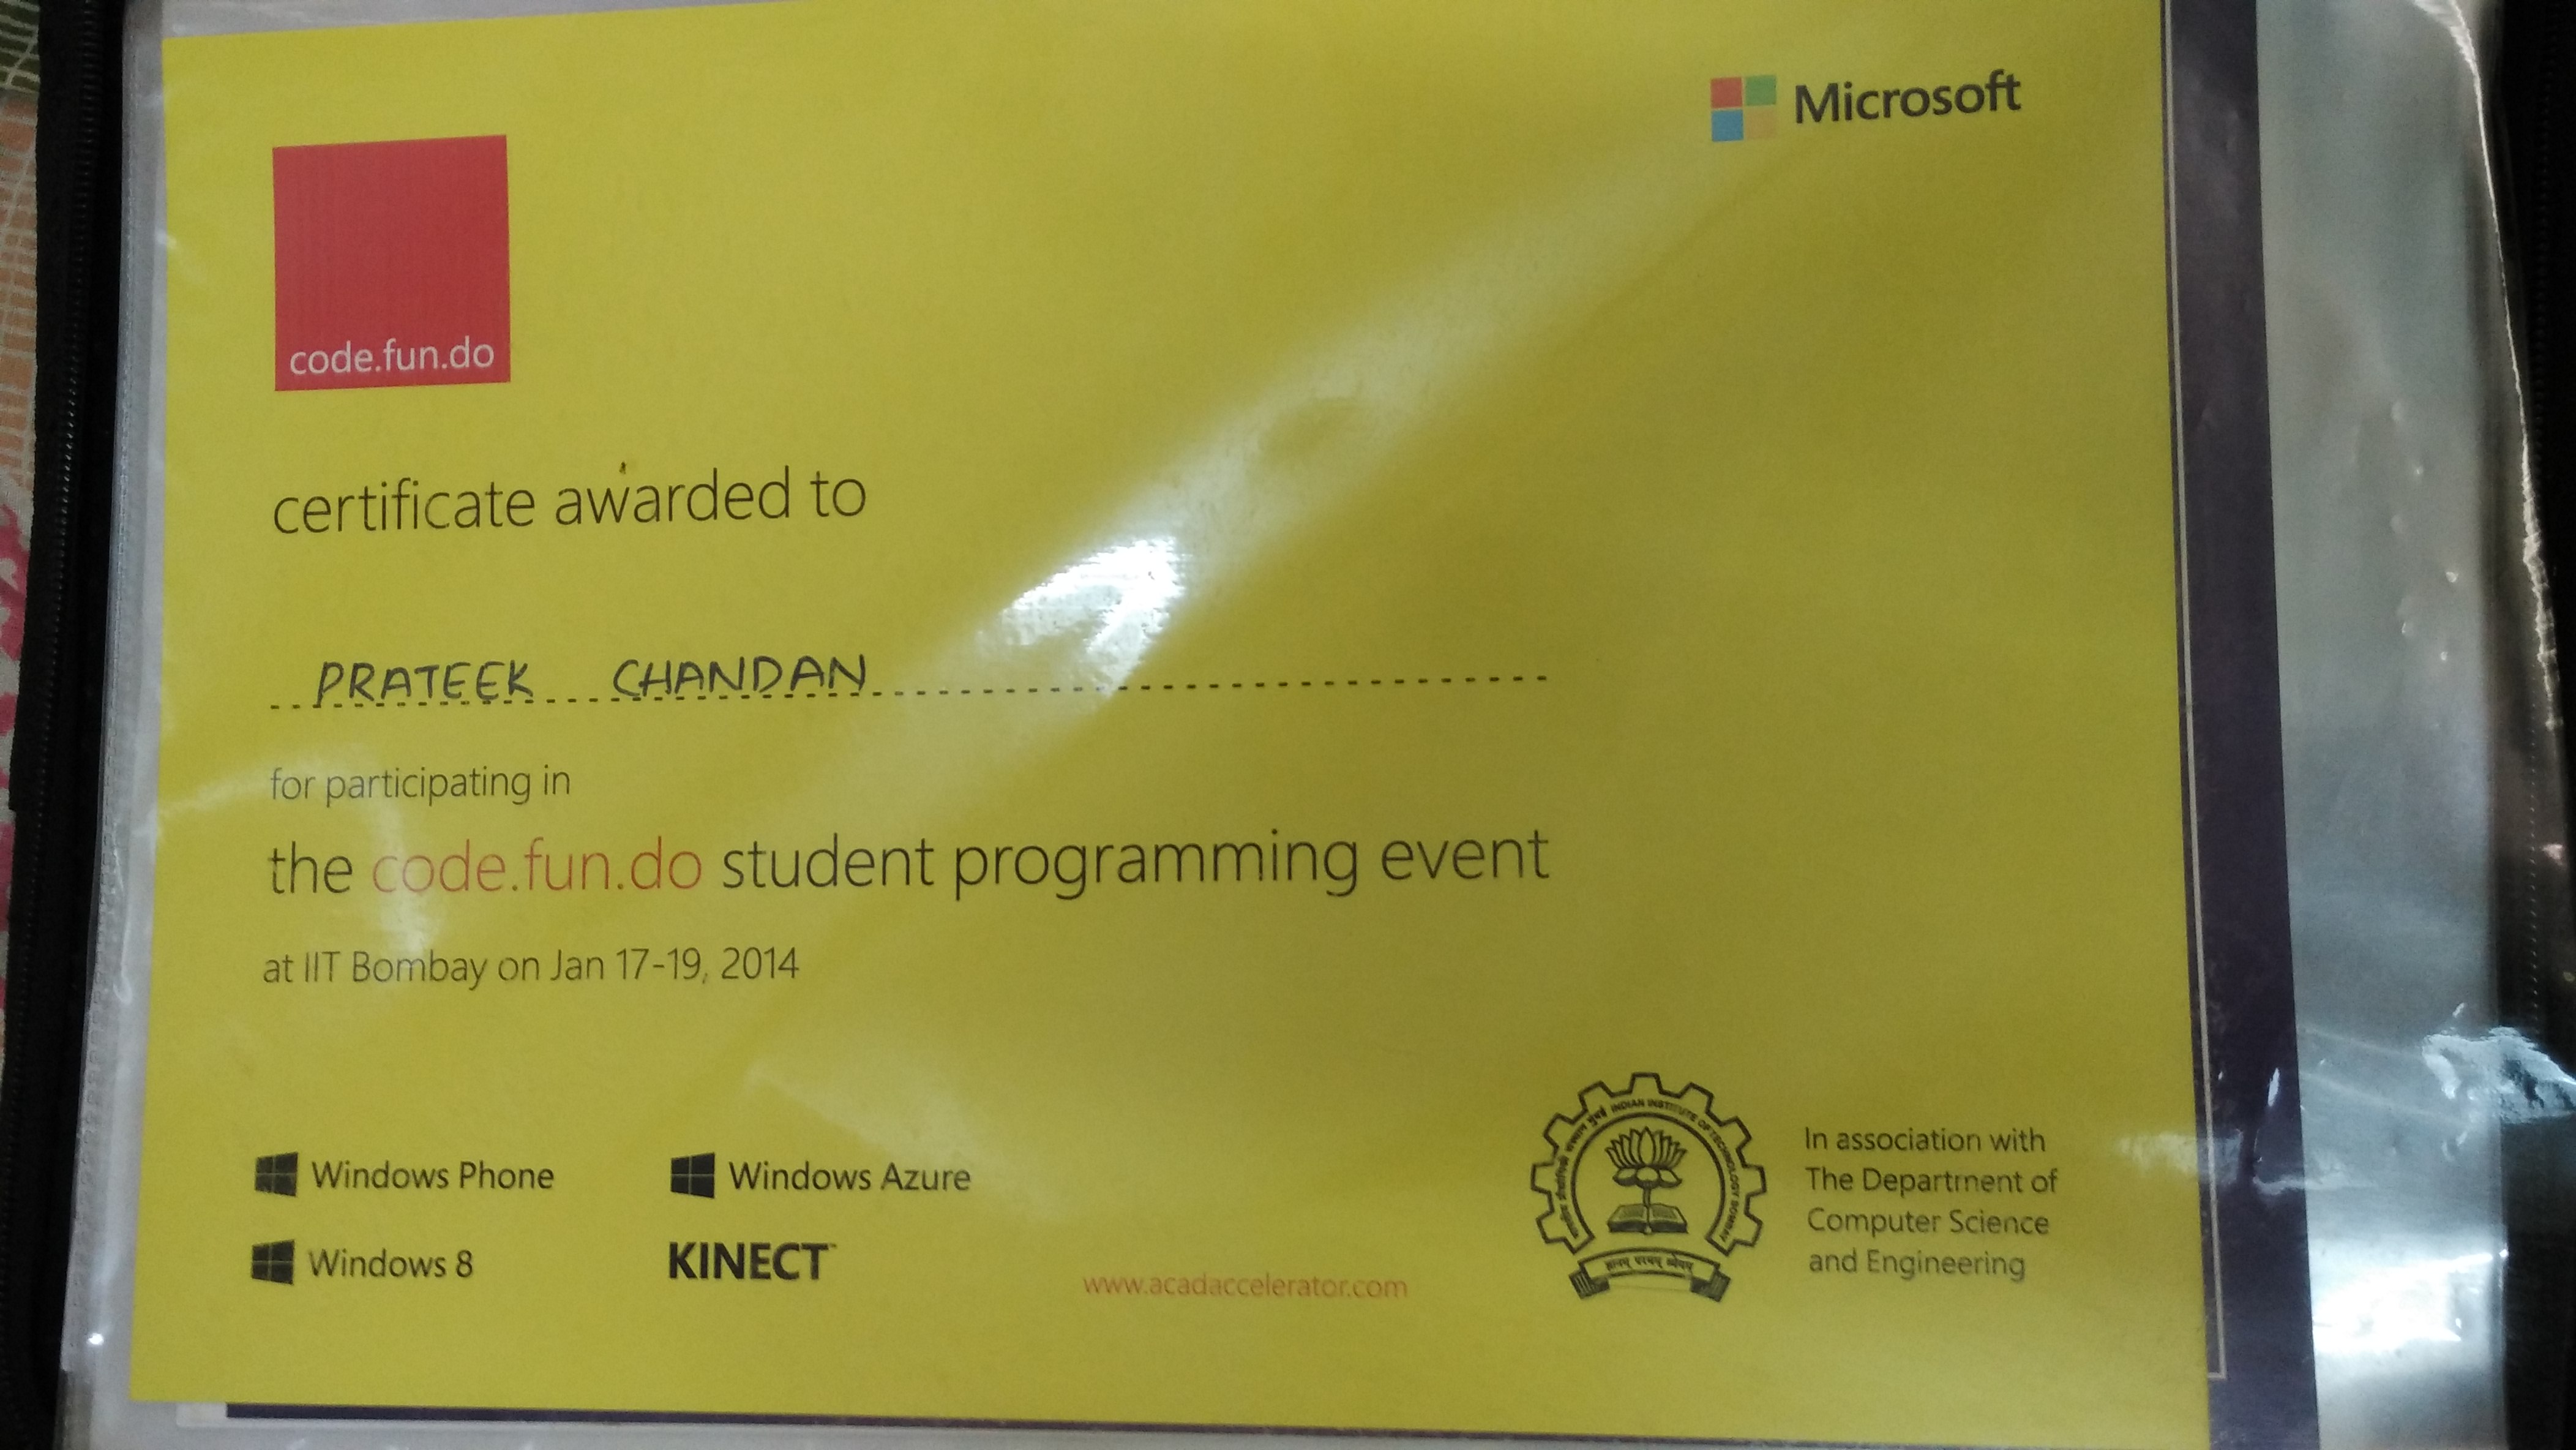 Microsoft
code.fun.do
certificate awarded to
PRATEEK CHANDAN
for participating in
the code.fun.do student programming event
at IIT Bombay on Jan 17-19, 2014
Windows Phone
Windows Azure
Windows 8
KINECT™
www.acadaccelerator.com
INDIAN INSTITUTE OF TECHNOLOGY BOMBAY
In association with
The Department of
Computer Science
and Engineering